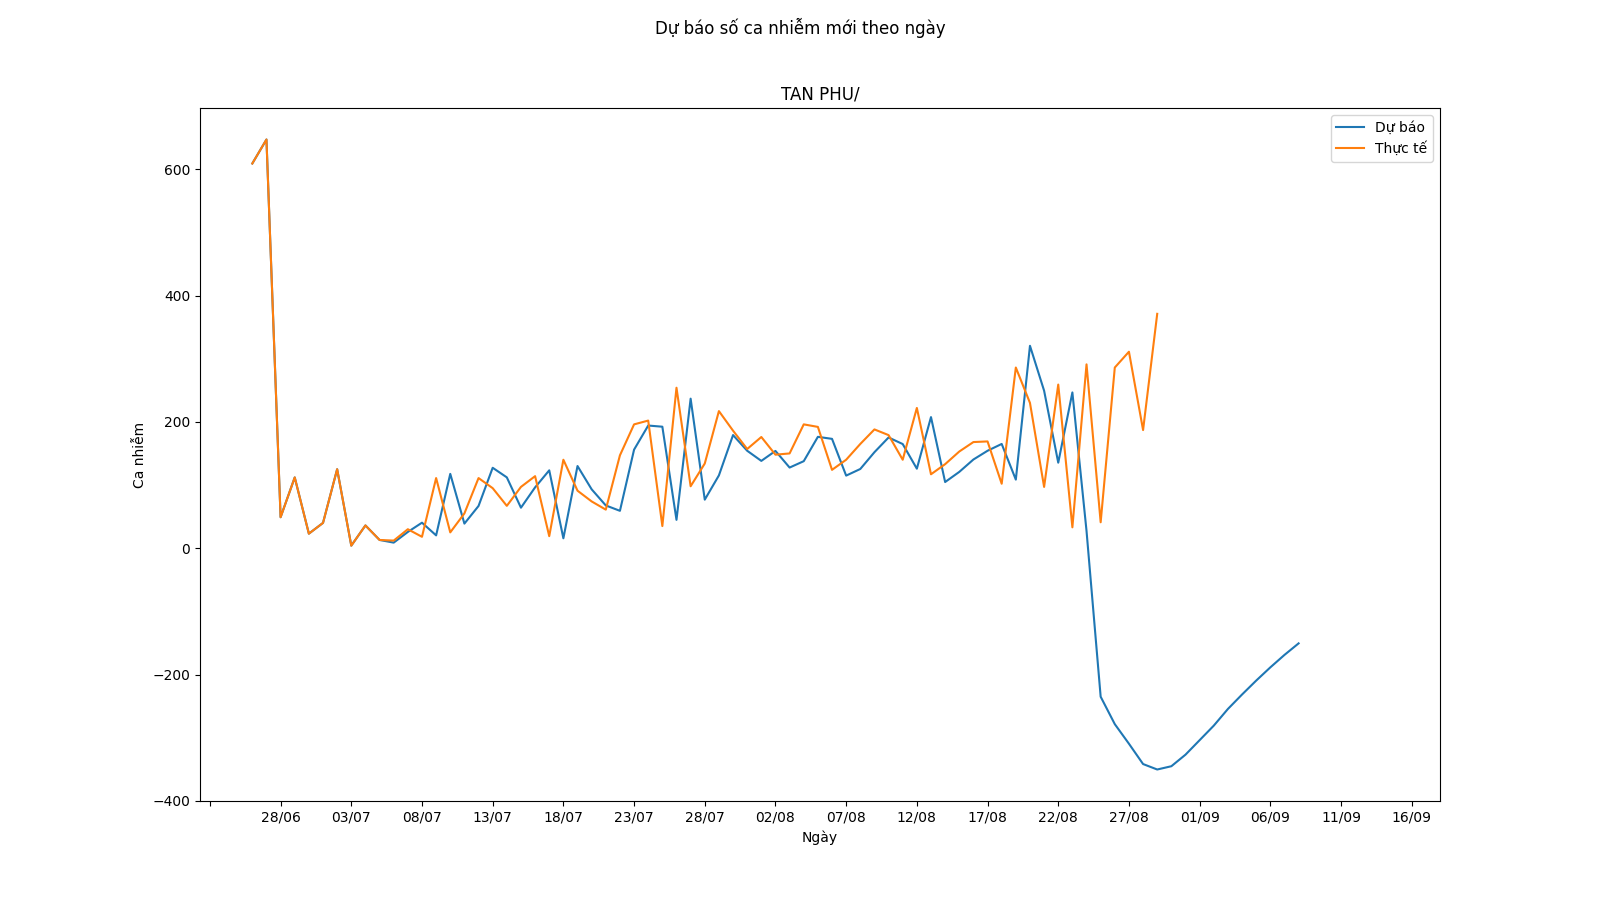 Dự báo số ca nhiễm mới theo ngày
TAN PHU/
Dự báo
Thực tế
Ca nhiễm
600
400
200
0
−200
−400
28/06 03/07 08/07 13/07 18/07 23/07 28/07 02/08 07/08 12/08 17/08 22/08 27/08 01/09 06/09 11/09 16/09
Ngày